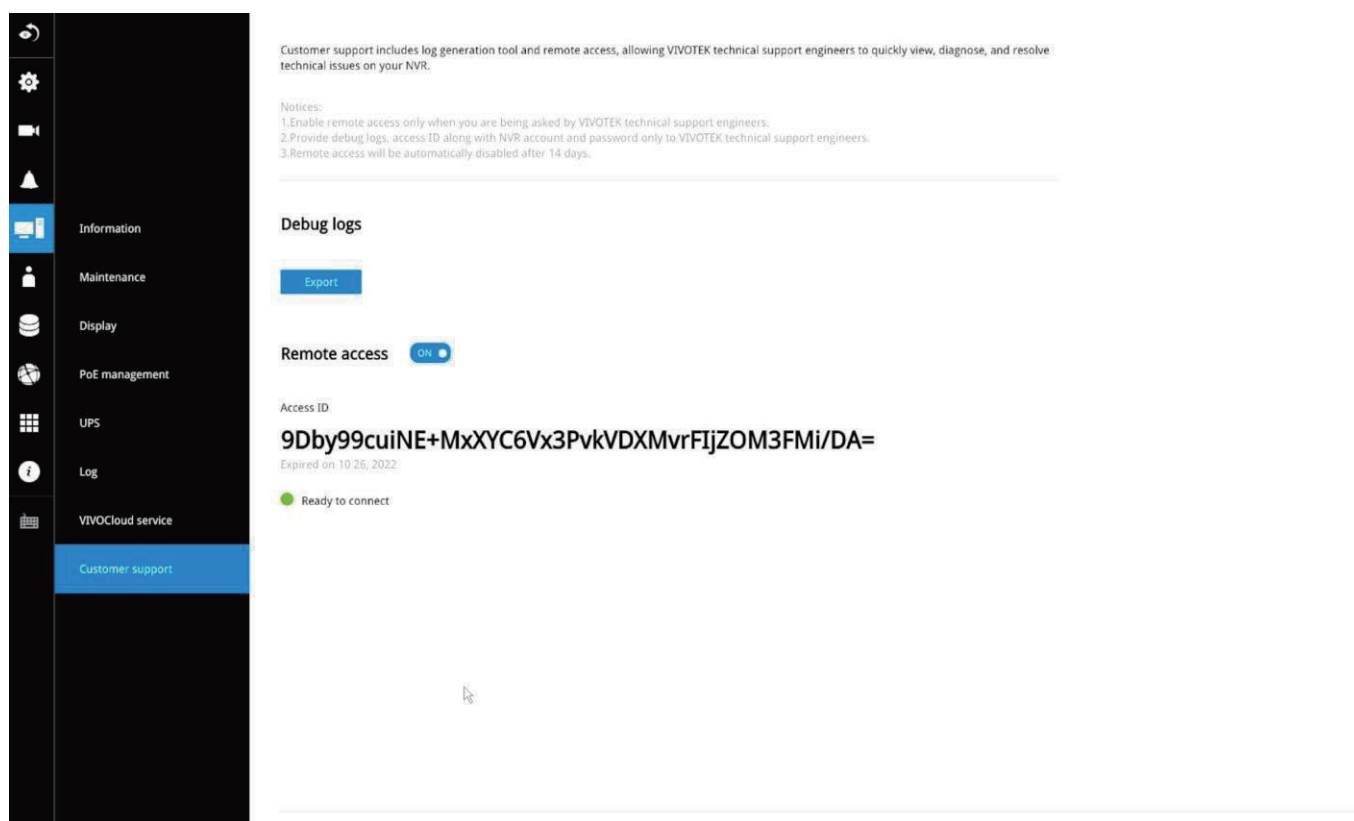 Customer support includes log generation tool and remote access, allowing VIVOTEK technical support engineers to quickly view, diagnose, and resolve
technical issues on your NVR.
Notices:
1.Enable remote access only when you are being asked by VIVOTEK technical support engineers.
2.Provide debug logs, access ID along with NVR account and password only to VIVOTEK technical support engineers.
3.Remote access will be automatically disabled after 14 days.
Information
Maintenance
Display
PoE management
UPS
Log
VIVOCloud service
Customer support
Debug logs
Export
Remote access ON
Access ID
9Dby99cuiNE+MxXYC6Vx3PvkVDXMvrFIjZOM3FMi/DA=
Expired on 10 26, 2022
Ready to connect